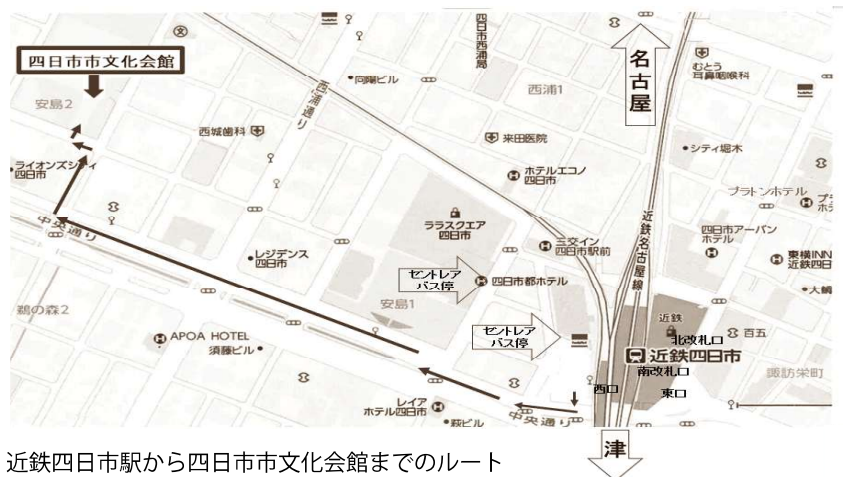 四日市市文化会館
安島2
ライオンズシティ
四日市
西城歯科
向陽ビル
西浦通り
四日市西浦局
西浦1
名古屋
むとう
耳鼻咽喉科
来田医院
シティ堀木
ホテルエコノ
四日市
プラトンホテル
ララスクエア
四日市
三交イン
四日市駅前
近鉄名古屋線
四日市アーバン
ホテル
東横INN
近鉄四日
中央通り
レジデンス
四日市
セントレア
バス停
四日市都ホテル
安島1
セントレア
バス停
鵜の森2
APOA HOTEL
須藤ビル
近鉄
北改札口
百五
近鉄四日市
南改札口
諏訪栄町
西口
東口
レイア
ホテル四日市
萩ビル
中央通り
津
近鉄四日市駅から四日市市文化会館までのルート